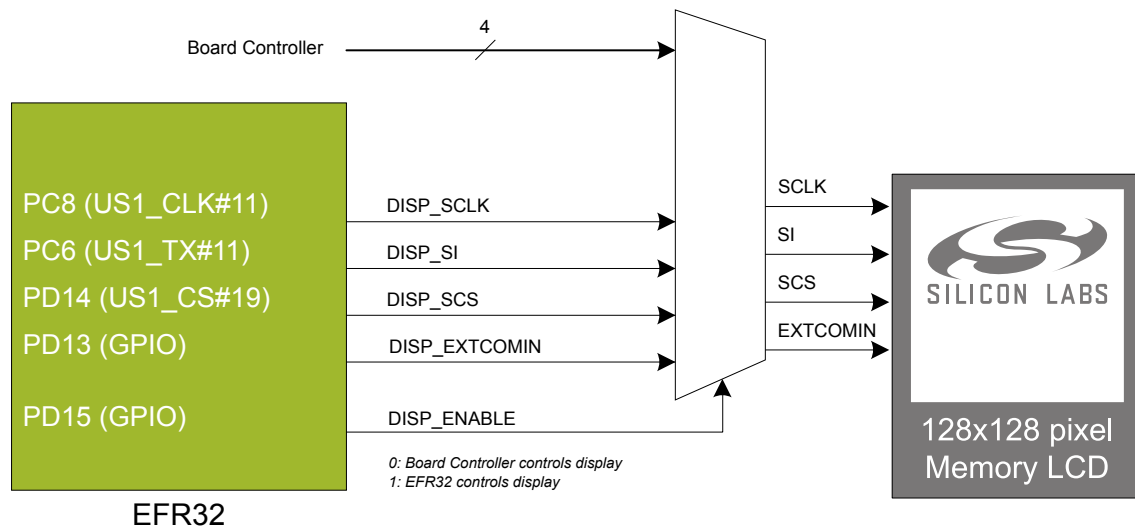 4
Board Controller
PC8 (US1_CLK#11)
PC6 (US1_TX#11)
PD14 (US1_CS#19)
PD13 (GPIO)
PD15 (GPIO)
EFR32
DISP_SCLK
DISP_SI
DISP_SCS
DISP_EXTCOMIN
DISP_ENABLE
0: Board Controller controls display
1: EFR32 controls display
SCLK
SI
SCS
EXTCOMIN
SILICON LABS
128x128 pixel
Memory LCD